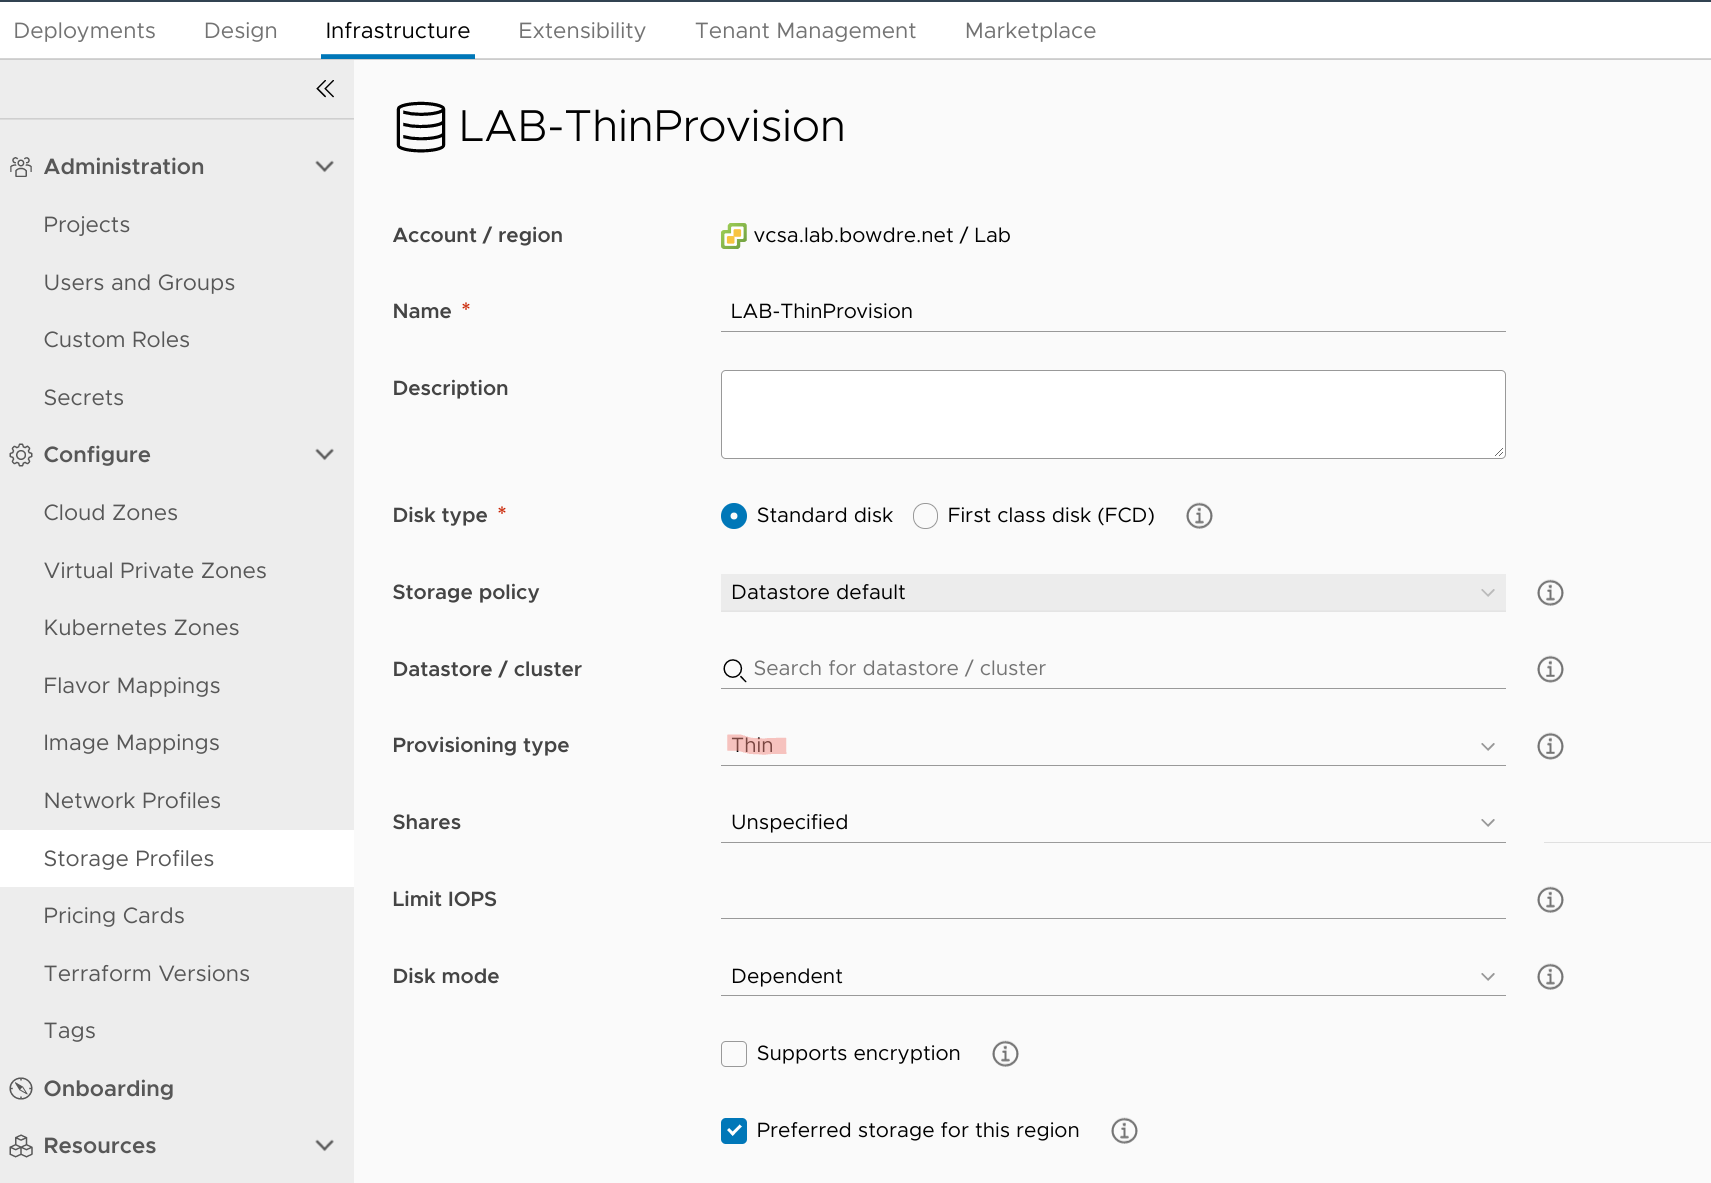 Deployments Design Infrastructure Extensibility Tenant Management Marketplace
Administration
Projects
Users and Groups
Custom Roles
Secrets
Configure
Cloud Zones
Virtual Private Zones
Kubernetes Zones
Flavor Mappings
Image Mappings
Network Profiles
Storage Profiles
Pricing Cards
Terraform Versions
Tags
Onboarding
Resources
LAB-ThinProvision
Account / region vcsa.lab.bowdre.net / Lab
Name * LAB-ThinProvision
Description
Disk type * Standard disk First class disk (FCD)
Storage policy Datastore default
Datastore / cluster Search for datastore / cluster
Provisioning type Thin
Shares Unspecified
Limit IOPS
Disk mode Dependent
Supports encryption
Preferred storage for this region